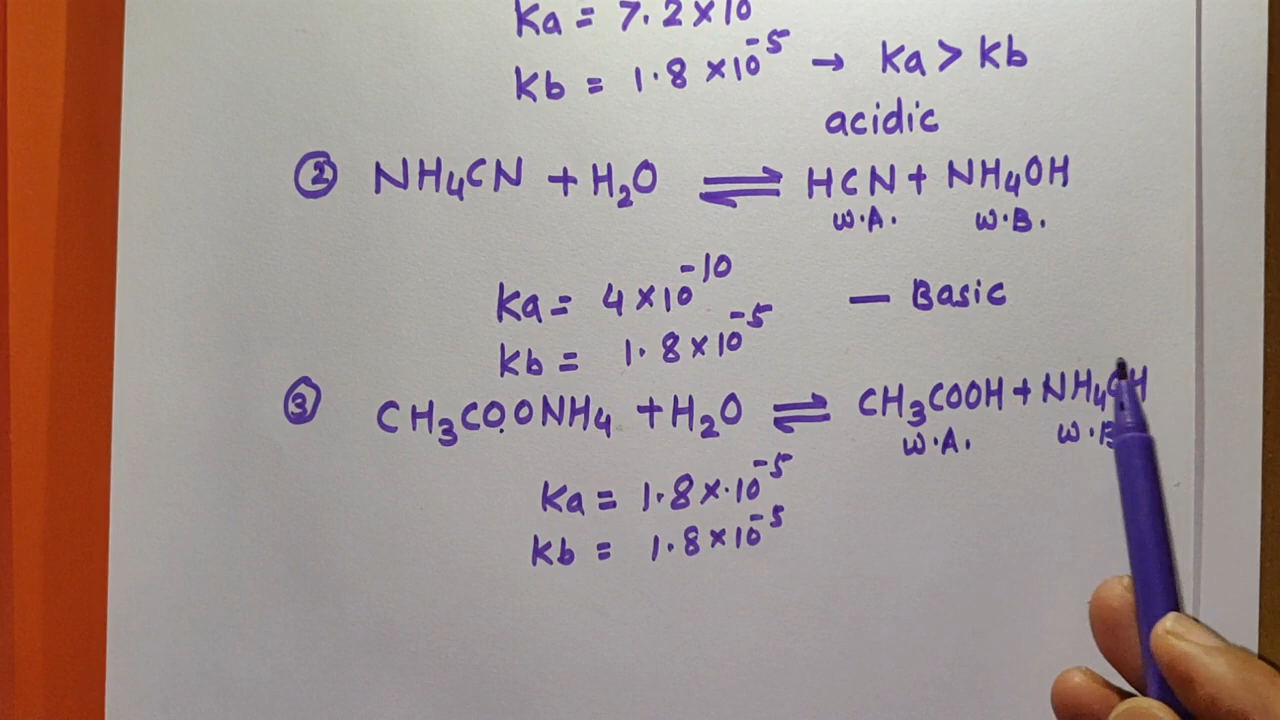 Ka = 7.2 × 10
Kb = 1.8 × 10⁻⁵ → Ka > Kb
acidic
② NH₄CN + H₂O ⇌ HCN + NH₄OH
W.A. W.B.
Ka = 4 × 10⁻¹⁰ — Basic
Kb = 1.8 × 10⁻⁵
③ CH₃COONH₄ + H₂O ⇌ CH₃COOH + NH₄OH
W.A. W.B
Ka = 1.8 × 10⁻⁵
Kb = 1.8 × 10⁻⁵